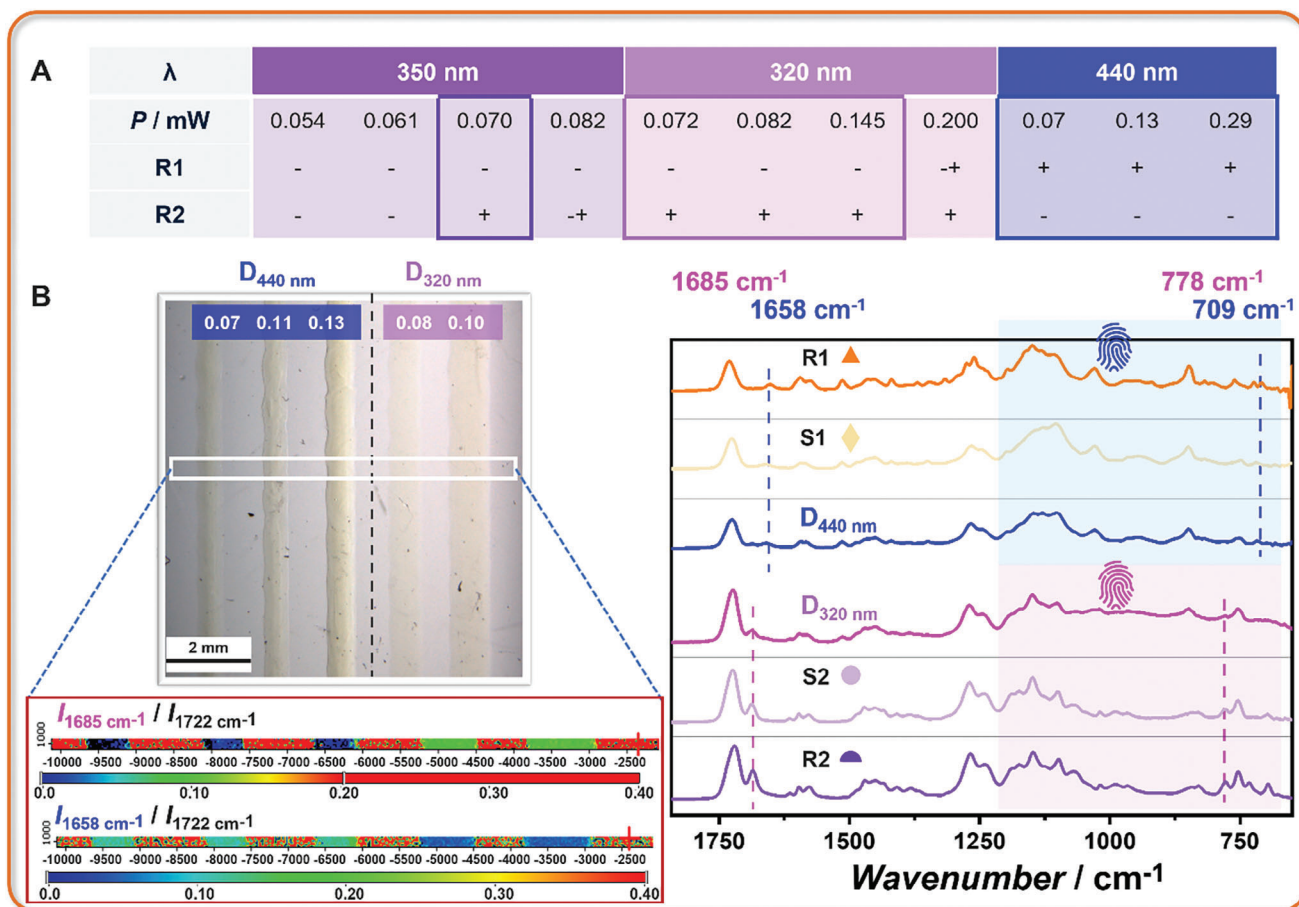 A
λ 350 nm 320 nm 440 nm
P / mW 0.054 0.061 0.070 0.082 0.072 0.082 0.145 0.200 0.07 0.13 0.29
R1 - - - - - - - -+ + + +
R2 - - + -+ + + + + - - -
B
D440 nm D320 nm
0.07 0.11 0.13 0.08 0.10
2 mm
I1685 cm-1 / I1722 cm-1
1000
-10000 -9500 -9000 -8500 -8000 -7500 -7000 -6500 -6000 -5500 -5000 -4500 -4000 -3500 -3000 -2500
0.0 0.10 0.20 0.30 0.40
I1658 cm-1 / I1722 cm-1
1000
-10000 -9500 -9000 -8500 -8000 -7500 -7000 -6500 -6000 -5500 -5000 -4500 -4000 -3500 -3000 -2500
0.0 0.10 0.20 0.30 0.40
1685 cm-1 778 cm-1
1658 cm-1 709 cm-1
R1
S1
D440 nm
D320 nm
S2
R2
1750 1500 1250 1000 750
Wavenumber / cm-1